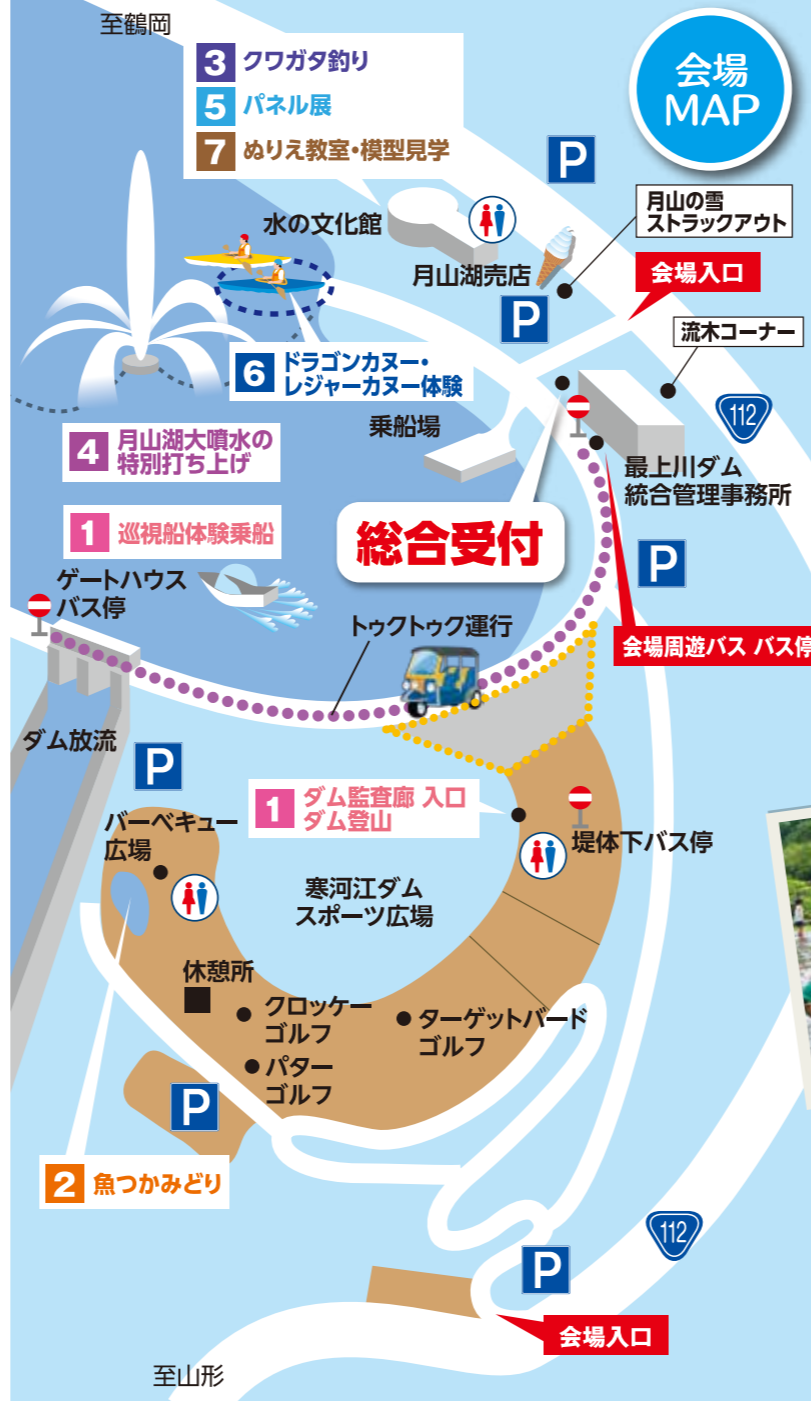 至鶴岡
会場
MAP
3 クワガタ釣り
5 パネル展
7 ぬりえ教室・模型見学
P
月山の雪
ストラックアウト
水の文化館
月山湖売店
会場入口
P
流木コーナー
6 ドラゴンカヌー・
レジャーカヌー体験
112
乗船場
4 月山湖大噴水の
特別打ち上げ
最上川ダム
統合管理事務所
総合受付
1 巡視船体験乗船
P
ゲートハウス
バス停
トゥクトゥク運行
会場周遊バス バス停
ダム放流
P
1 ダム監査廊 入口
ダム登山
バーベキュー
広場
堤体下バス停
寒河江ダム
スポーツ広場
休憩所
クロッケー
ゴルフ
ターゲットバード
ゴルフ
パター
ゴルフ
P
2 魚つかみどり
112
P
会場入口
至山形